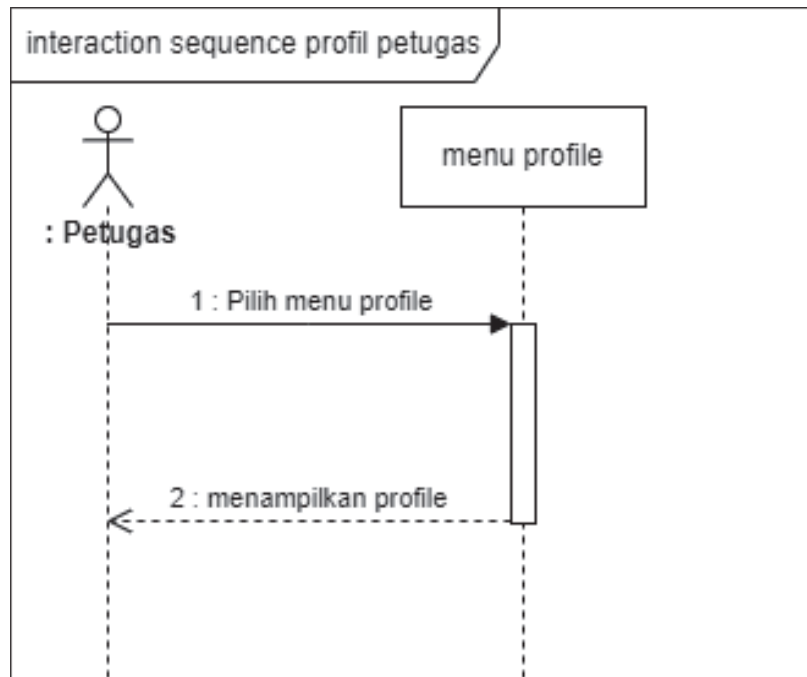 interaction sequence profil petugas
menu profile
: Petugas
1 : Pilih menu profile
2 : menampilkan profile